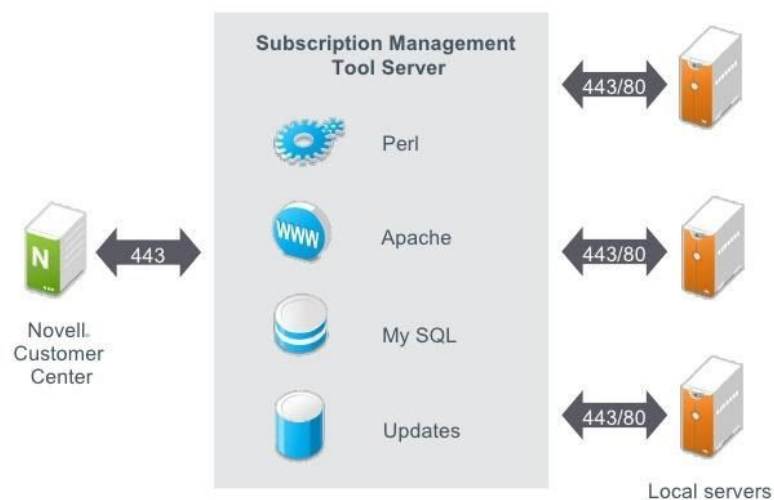 Subscription Management
Tool Server
443/80
Perl
N
443
WWW
Apache
443/80
Novell®
Customer
Center
My SQL
Updates
443/80
Local servers